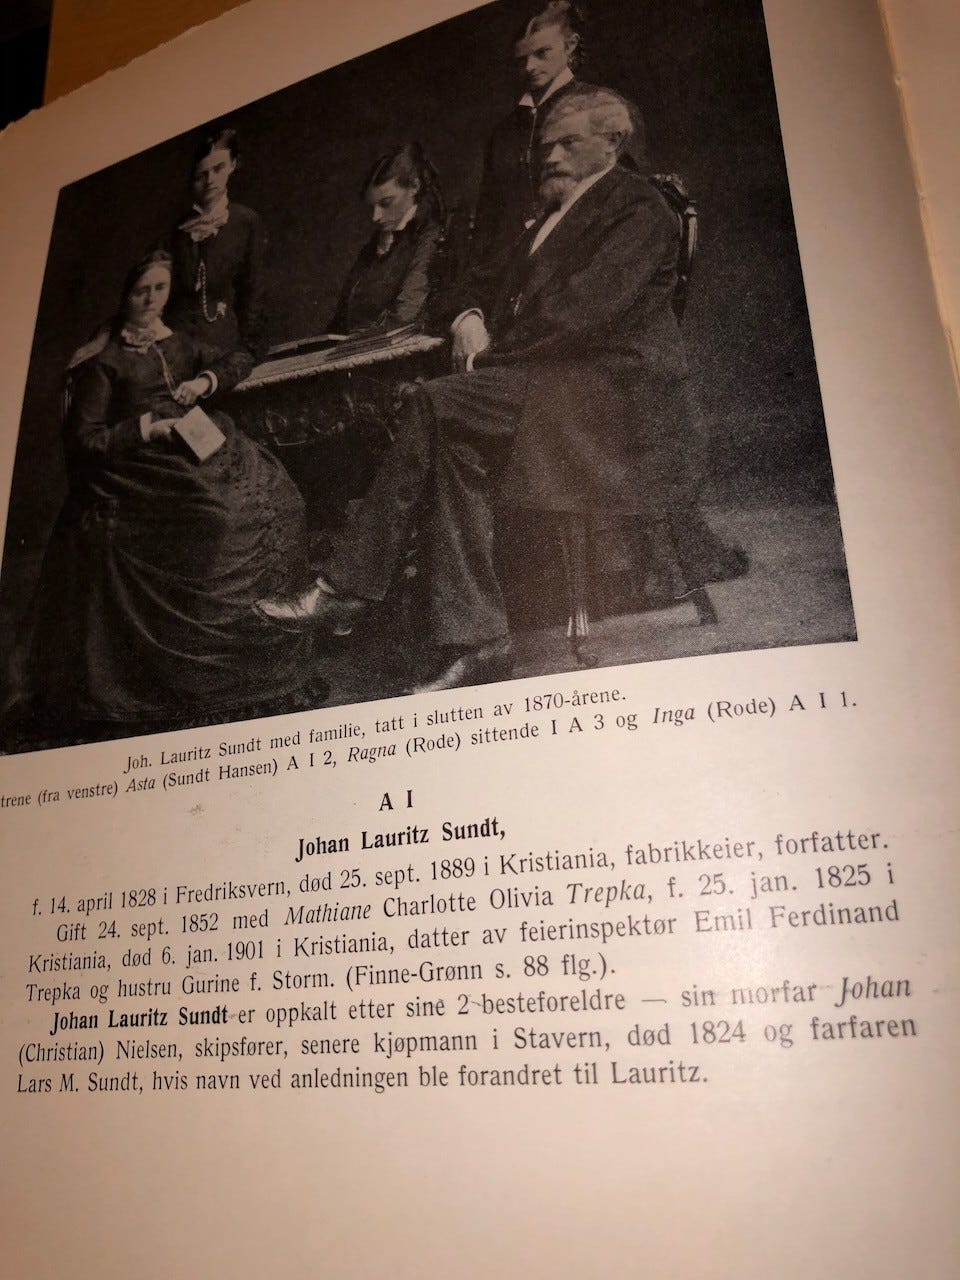 Joh. Lauritz Sundt med familie, tatt i slutten av 1870-årene.
trene (fra venstre) Asta (Sundt Hansen) A I 2, Ragna (Rode) sittende I A 3 og Inga (Rode) A I 1.
A I
Johan Lauritz Sundt,
f. 14. april 1828 i Fredriksvern, død 25. sept. 1889 i Kristiania, fabrikkeier, forfatter.
Gift 24. sept. 1852 med Mathiane Charlotte Olivia Trepka, f. 25. jan. 1825 i
Kristiania, død 6. jan. 1901 i Kristiania, datter av feierinspektør Emil Ferdinand
Trepka og hustru Gurine f. Storm. (Finne-Grønn s. 88 flg.).
Johan Lauritz Sundt er oppkalt etter sine 2 besteforeldre — sin morfar Johan
(Christian) Nielsen, skipsfører, senere kjøpmann i Stavern, død 1824 og farfaren
Lars M. Sundt, hvis navn ved anledningen ble forandret til Lauritz.